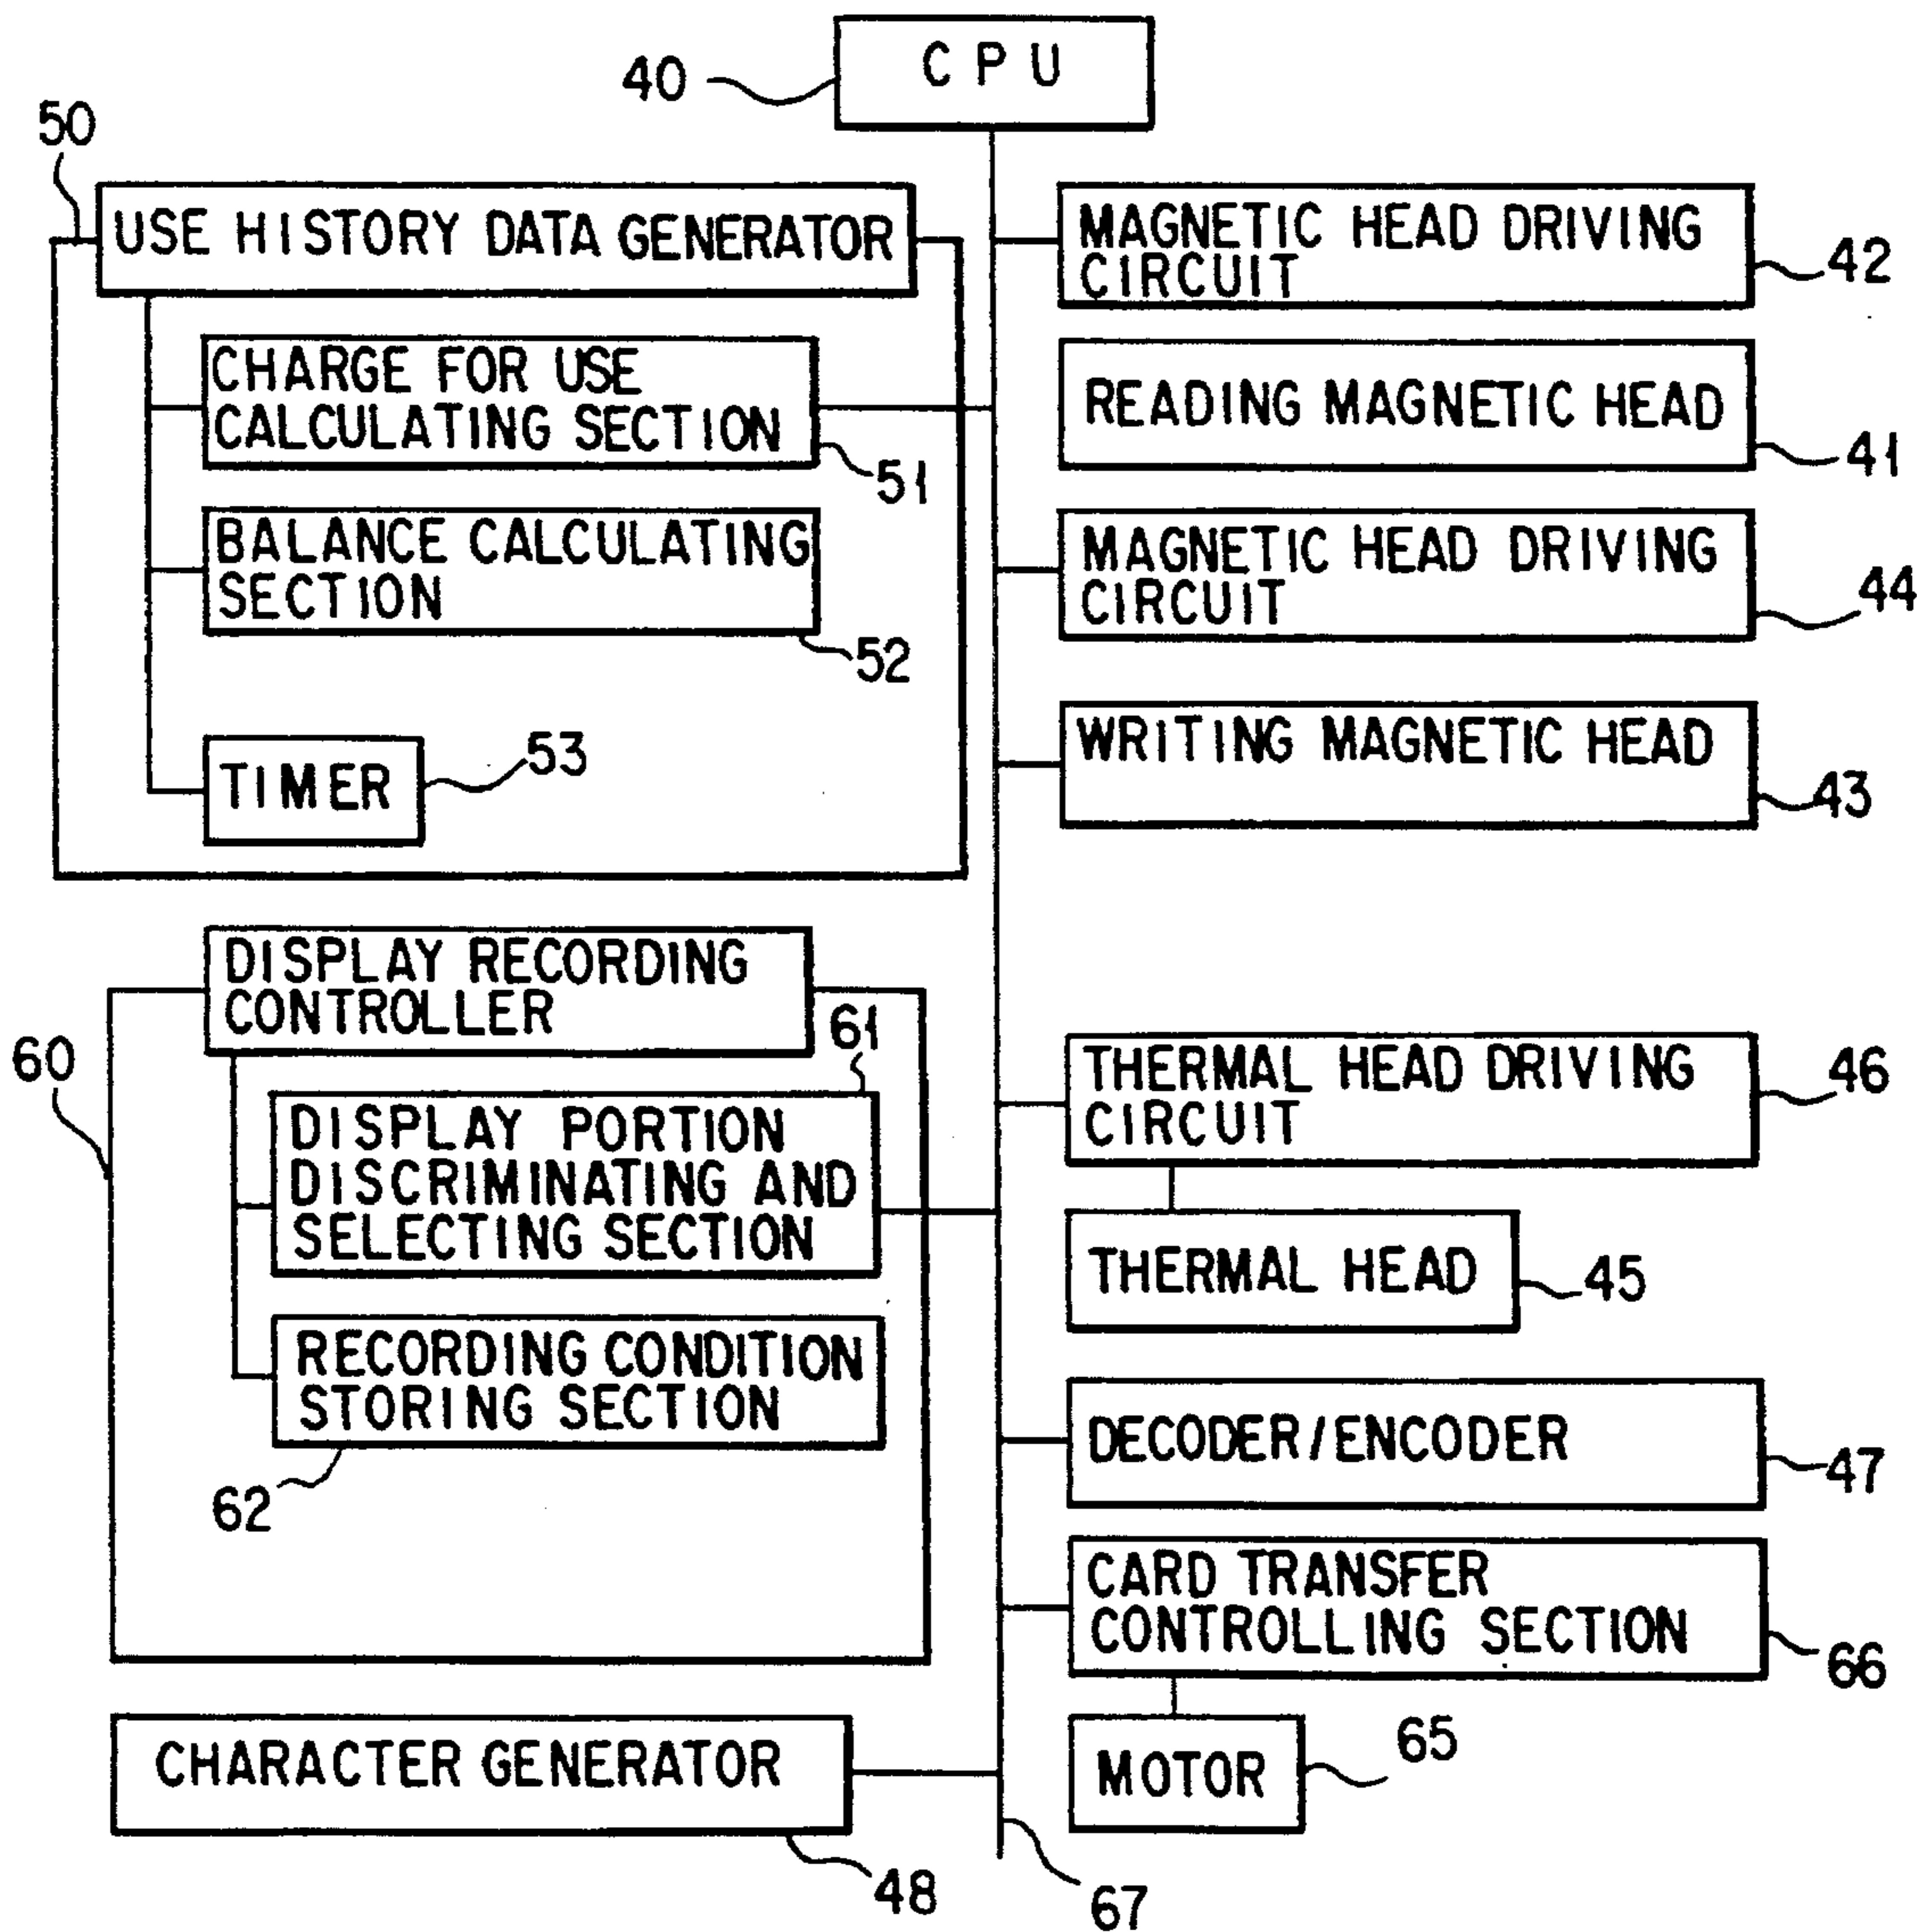 CPU
40
50
USE HISTORY DATA GENERATOR
CHARGE FOR USE
CALCULATING SECTION
51
BALANCE CALCULATING
SECTION
52
TIMER
53
MAGNETIC HEAD DRIVING
CIRCUIT
42
READING MAGNETIC HEAD
41
MAGNETIC HEAD DRIVING
CIRCUIT
44
WRITING MAGNETIC HEAD
43
DISPLAY RECORDING
CONTROLLER
60
61
DISPLAY PORTION
DISCRIMINATING AND
SELECTING SECTION
RECORDING CONDITION
STORING SECTION
62
THERMAL HEAD DRIVING
CIRCUIT
46
THERMAL HEAD
45
DECODER/ENCODER
47
CARD TRANSFER
CONTROLLING SECTION
66
MOTOR
65
CHARACTER GENERATOR
48
67